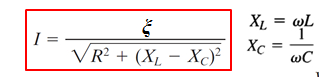 I = ξ / √(R² + (X_L − X_C)²)
X_L = ωL
X_C = 1 / ωC